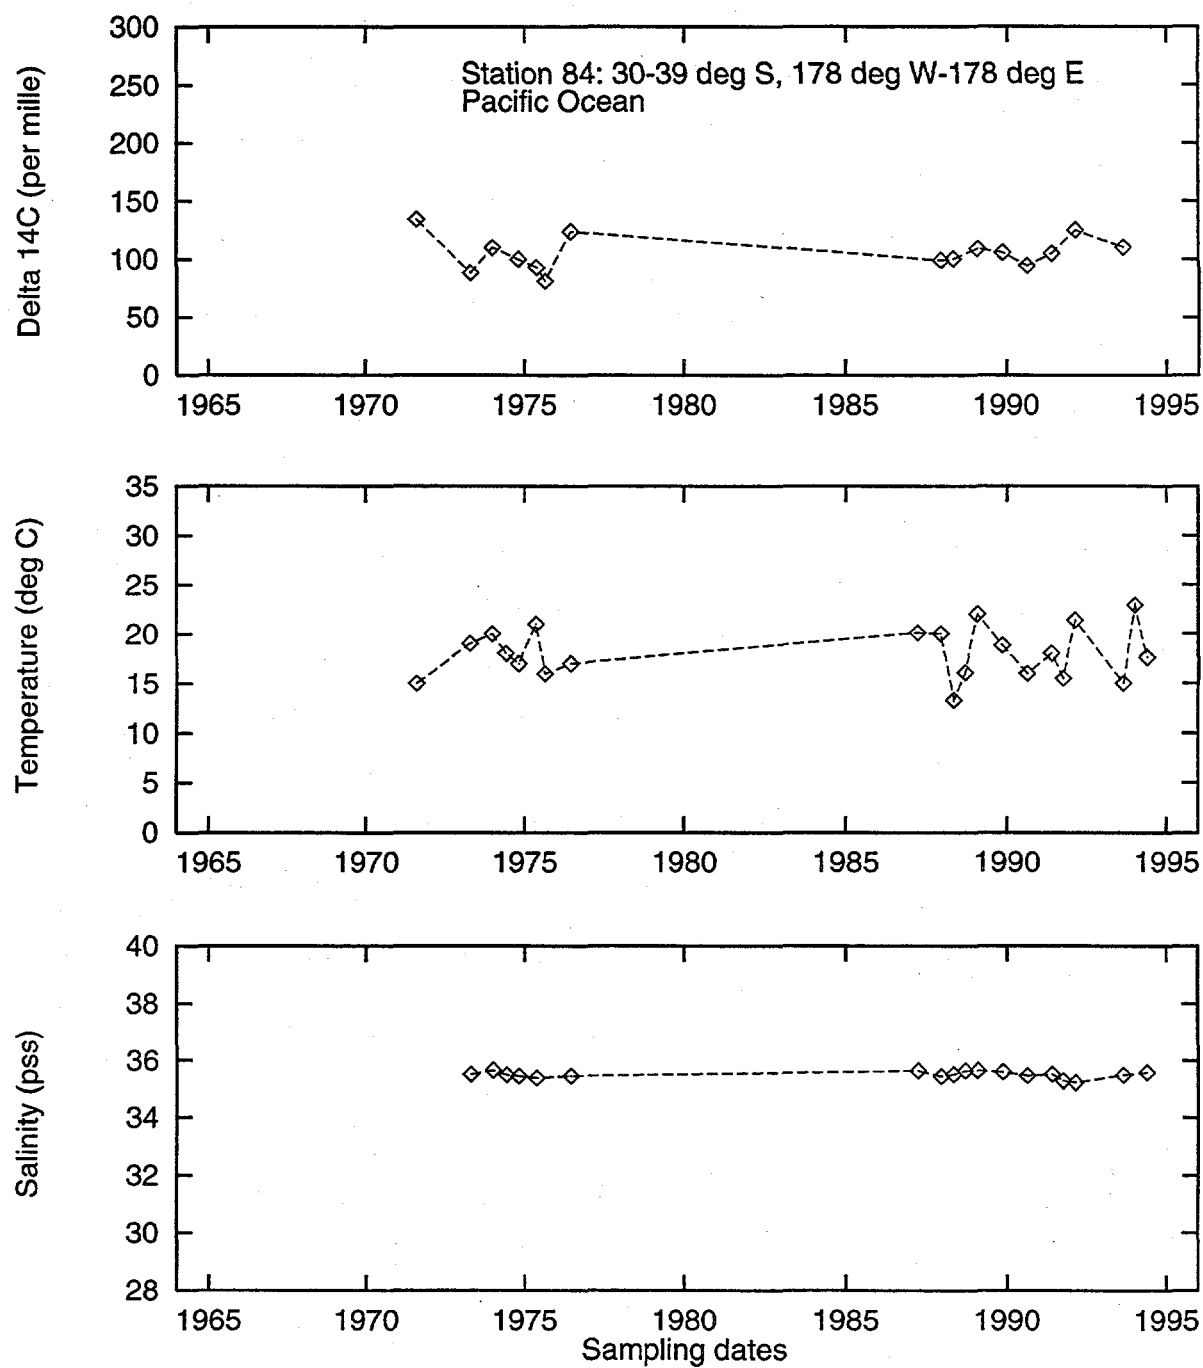 Station 84: 30-39 deg S, 178 deg W-178 deg E
Pacific Ocean
Delta 14C (per mille)
300
250
200
150
100
50
0
1965 1970 1975 1980 1985 1990 1995
Temperature (deg C)
35
30
25
20
15
10
5
0
1965 1970 1975 1980 1985 1990 1995
Salinity (pss)
40
38
36
34
32
30
28
1965 1970 1975 1980 1985 1990 1995
Sampling dates